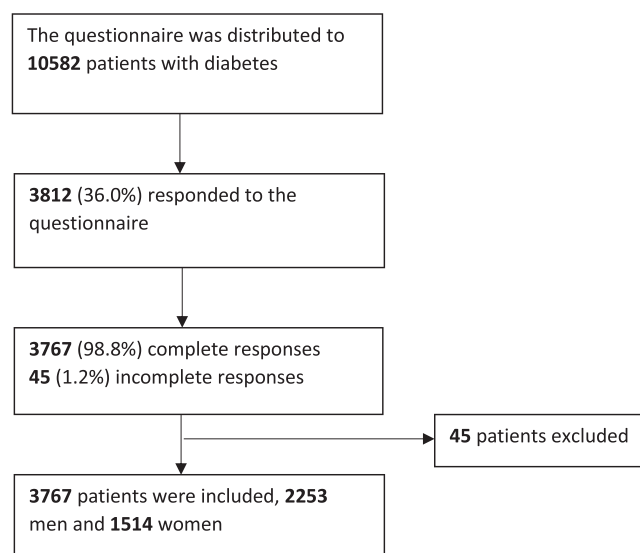 The questionnaire was distributed to
10582 patients with diabetes
3812 (36.0%) responded to the
questionnaire
3767 (98.8%) complete responses
45 (1.2%) incomplete responses
45 patients excluded
3767 patients were included, 2253
men and 1514 women